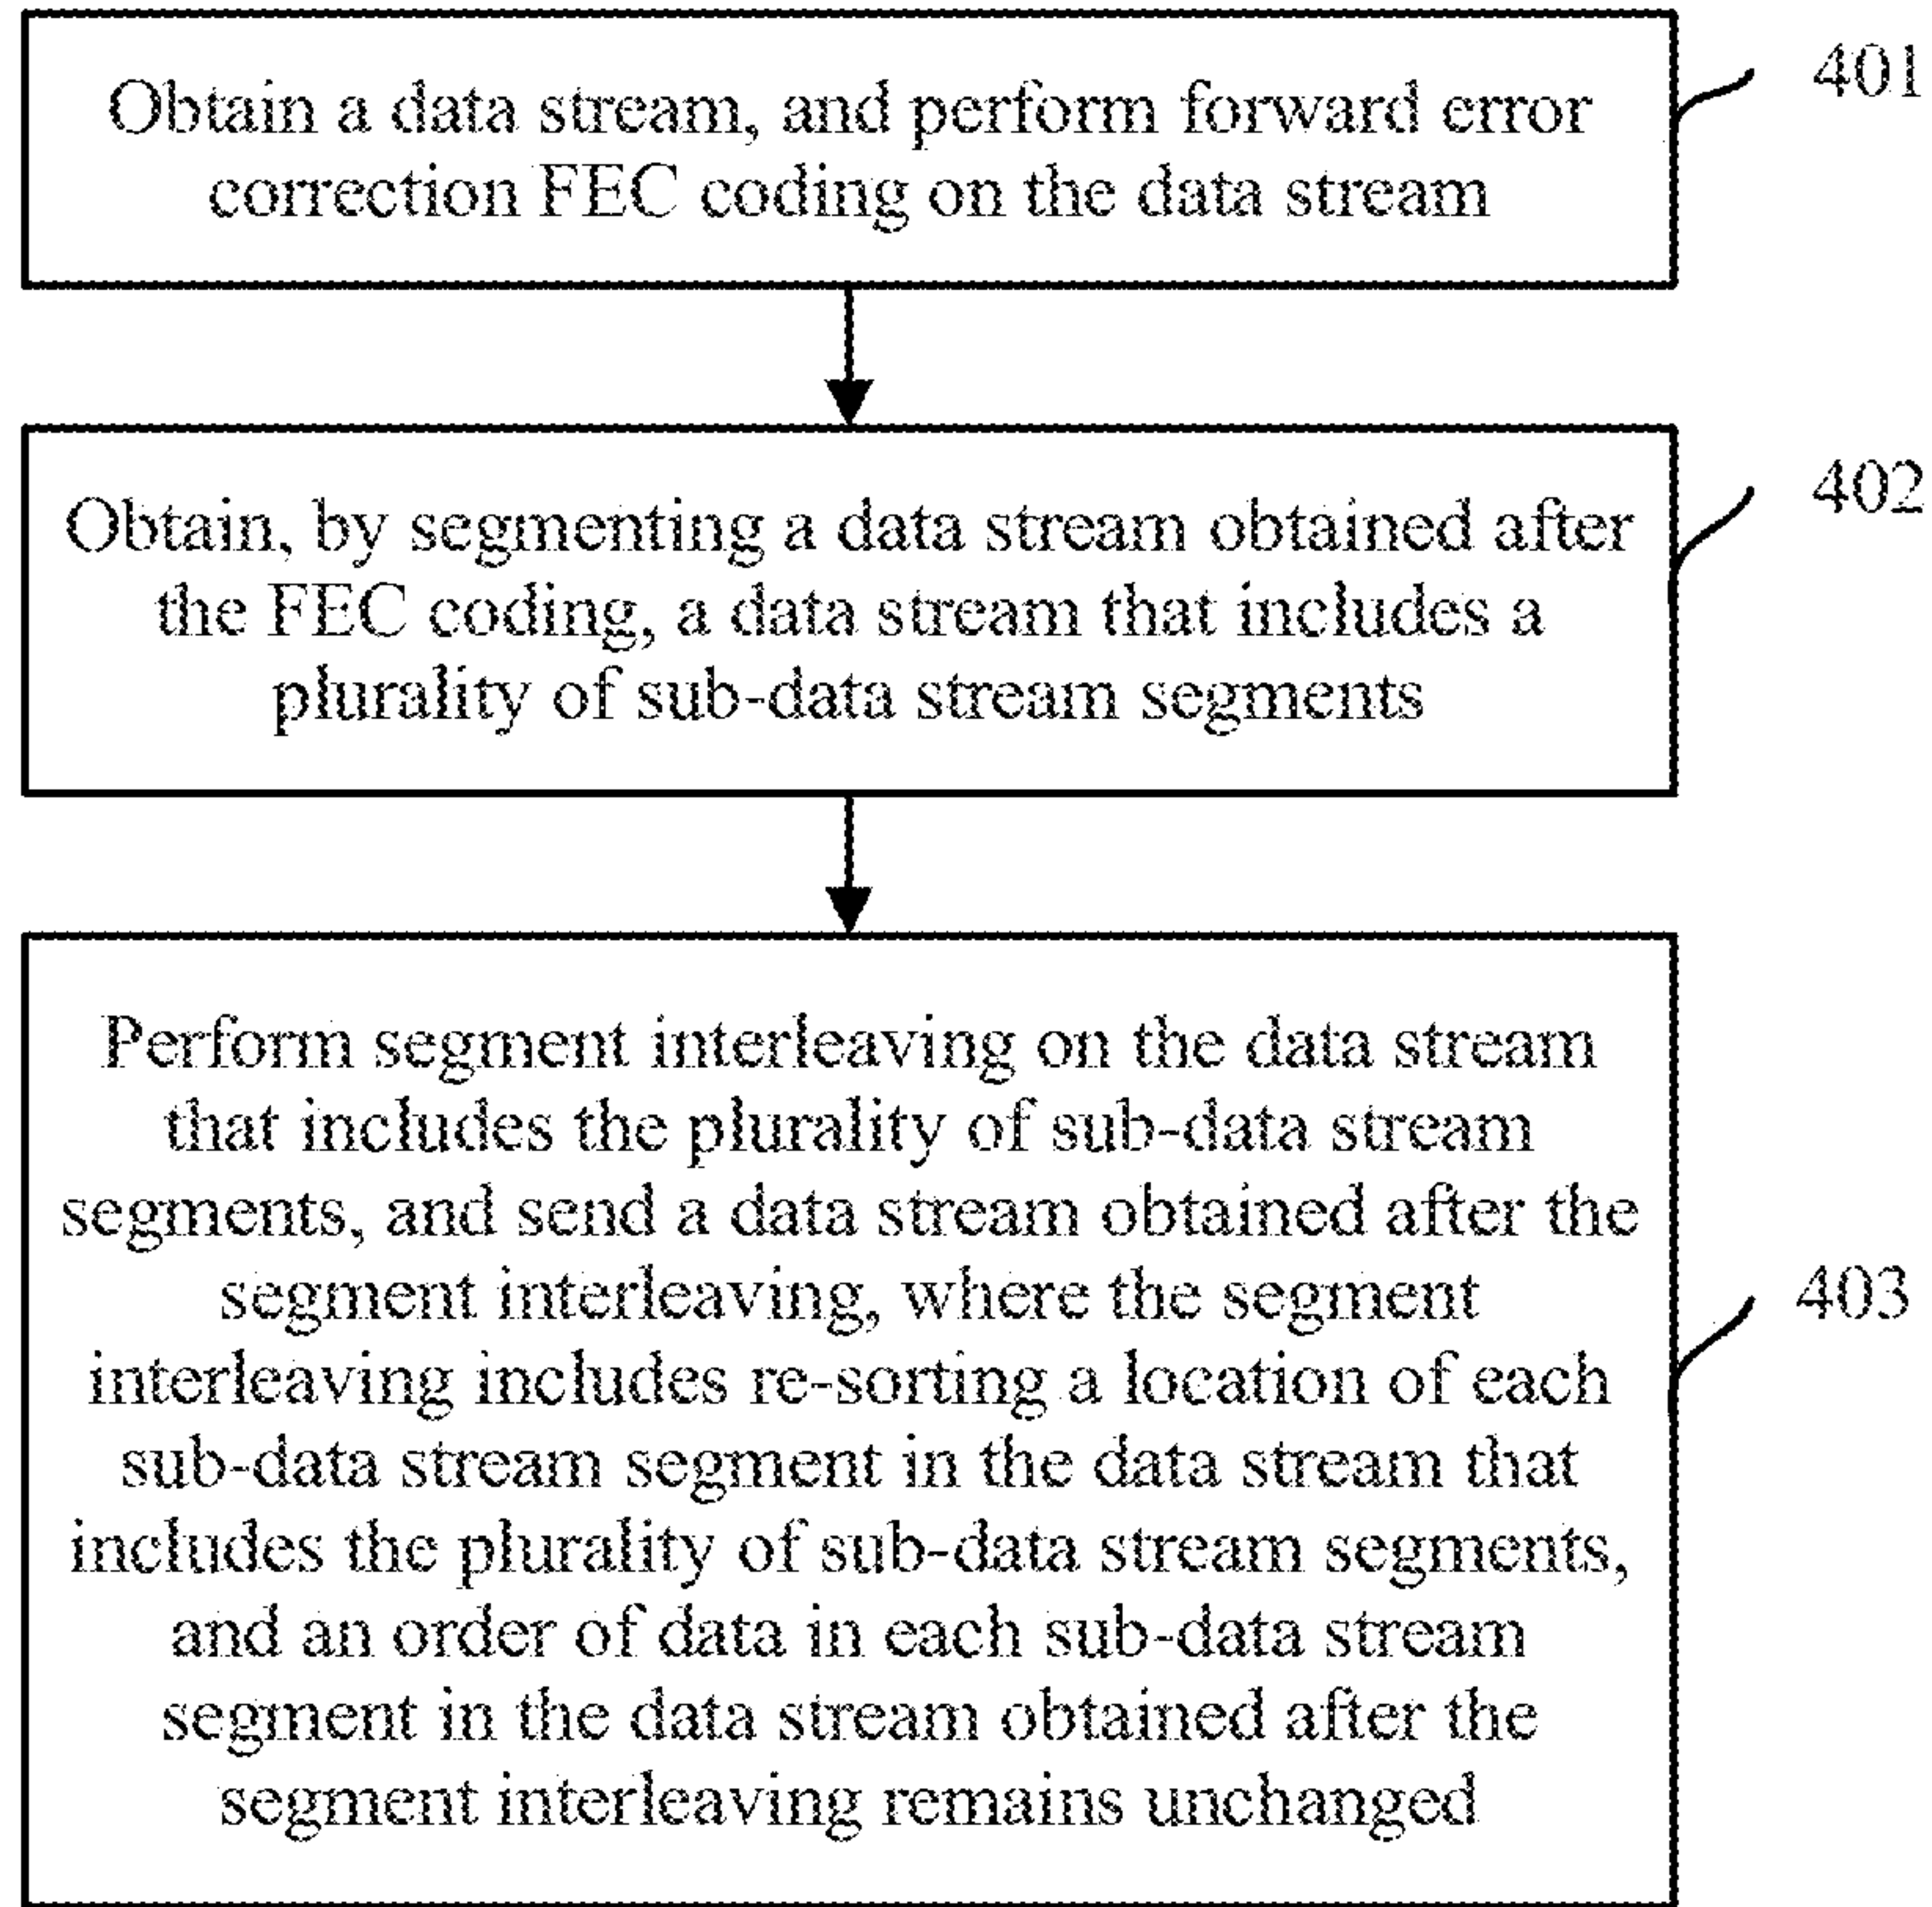 Obtain a data stream, and perform forward error
correction FEC coding on the data stream
401
Obtain, by segmenting a data stream obtained after
the FEC coding, a data stream that includes a
plurality of sub-data stream segments
402
Perform segment interleaving on the data stream
that includes the plurality of sub-data stream
segments, and send a data stream obtained after the
segment interleaving, where the segment
interleaving includes re-sorting a location of each
sub-data stream segment in the data stream that
includes the plurality of sub-data stream segments,
and an order of data in each sub-data stream
segment in the data stream obtained after the
segment interleaving remains unchanged
403